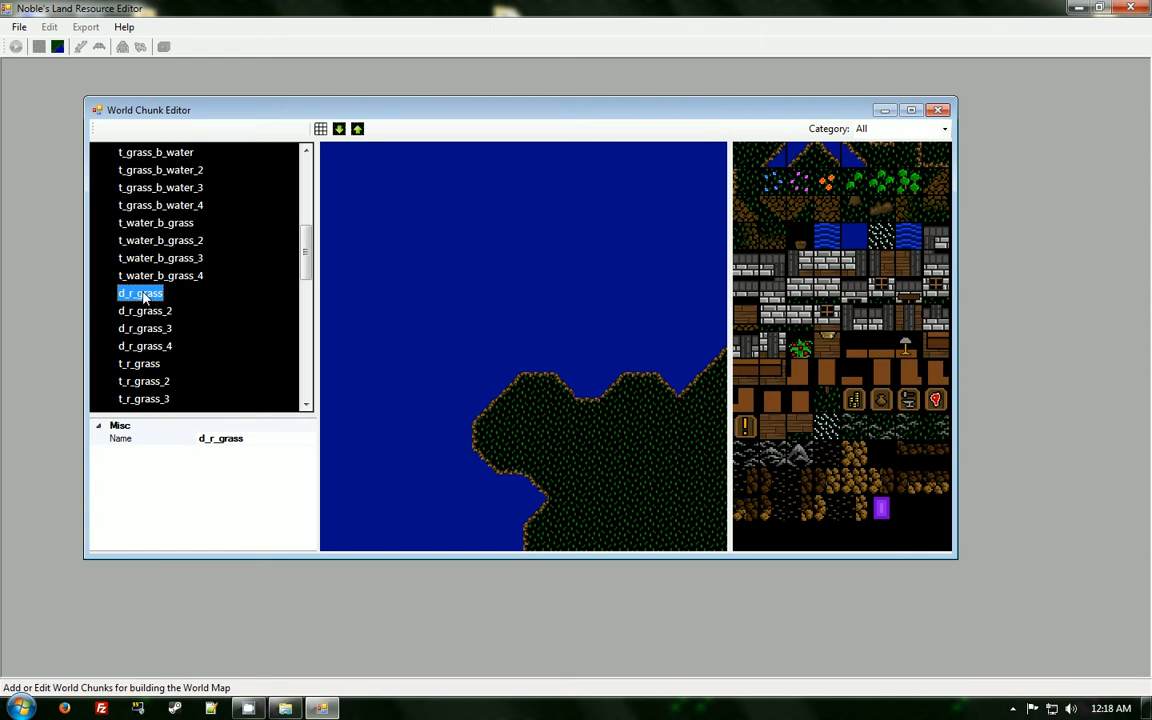 Noble's Land Resource Editor
File Edit Export Help
World Chunk Editor
Category: All
t_grass_b_water
t_grass_b_water_2
t_grass_b_water_3
t_grass_b_water_4
t_water_b_grass
t_water_b_grass_2
t_water_b_grass_3
t_water_b_grass_4
d_r_grass
d_r_grass_2
d_r_grass_3
d_r_grass_4
t_r_grass
t_r_grass_2
t_r_grass_3
Misc
Name d_r_grass
Add or Edit World Chunks for building the World Map
12:18 AM